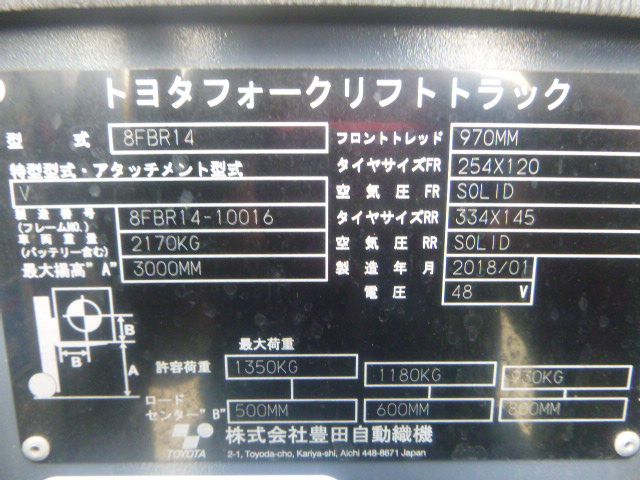 トヨタフォークリフトトラック
型式 8FBR14 フロントトレッド 970MM
特型型式・アタッチメント型式 タイヤサイズFR 254X120
V 空気圧 FR SOLID
製造番号 (フレームNO.) 8FBR14-10016 タイヤサイズRR 334X145
車両重量 (バッテリー含む) 2170KG 空気圧 RR SOLID
最大揚高"A" 3000MM 製造年月 2018/01
電圧 48 V
B B A
最大荷重
許容荷重 1350KG 1180KG 930KG
ロードセンター"B" 500MM 600MM 800MM
TOYOTA 株式会社豊田自動織機
2-1, Toyoda-cho, Kariya-shi, Aichi 448-8671 Japan